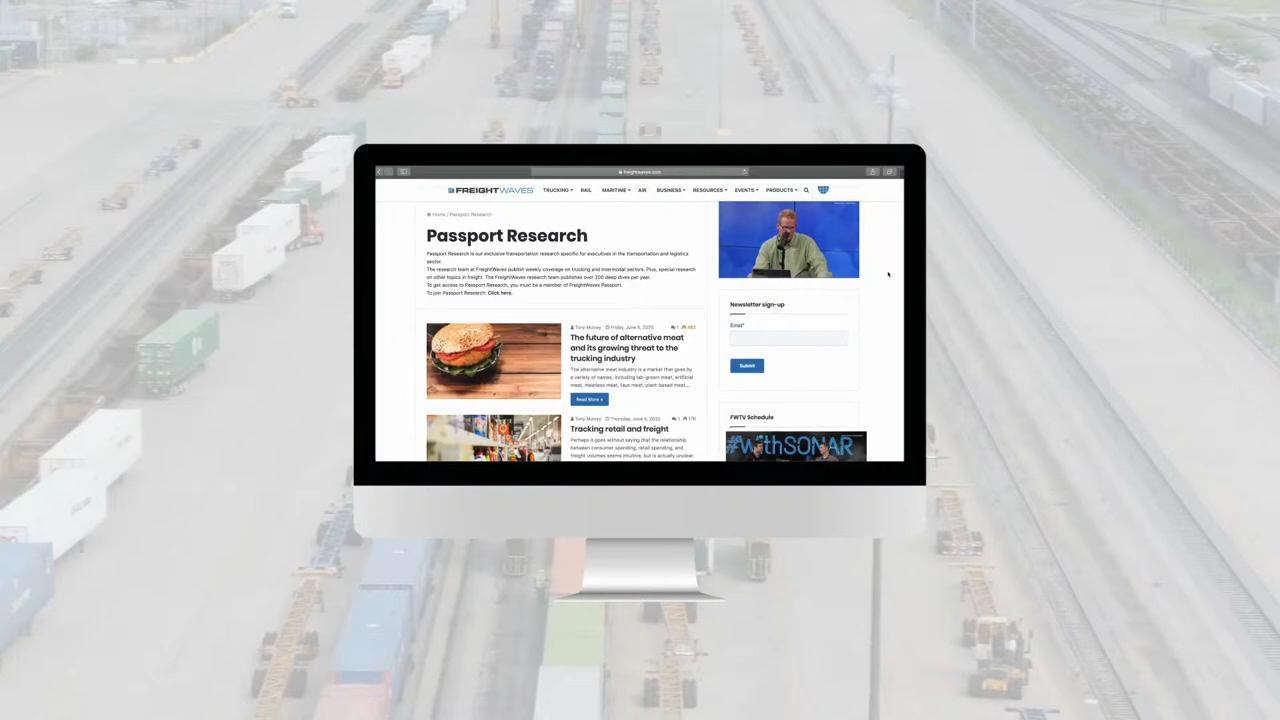 freightwaves.com
FREIGHTWAVES
TRUCKING RAIL MARITIME AIR BUSINESS RESOURCES EVENTS PRODUCTS
Home / Passport Research
Passport Research
Passport Research is our exclusive transportation research specific for executives in the transportation and logistics
sector.
The research team at FreightWaves publish weekly coverage on trucking and intermodal sectors. Plus, special research
on other topics in freight. The FreightWaves research team publishes over 200 deep dives per year.
To get access to Passport Research, you must be a member of FreightWaves Passport.
To join Passport Research: Click here.
Tony Mulvey Friday, June 5, 2020 1 483
The future of alternative meat
and its growing threat to the
trucking industry
The alternative meat industry is a market that goes by
a variety of names, including lab-grown meat, artificial
meat, meatless meat, faux meat, plant-based meat,...
Read More »
Tony Mulvey Thursday, June 4, 2020 1 176
Tracking retail and freight
Perhaps it goes without saying that the relationship
between consumer spending, retail spending, and
freight volumes seems intuitive, but is actually unclear.
Newsletter sign-up
Email*
Submit
FWTV Schedule
#WithSONAR